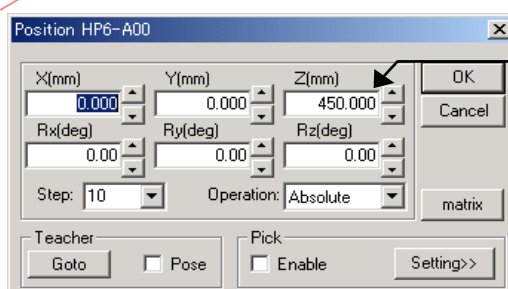 Position HP6-A00
X(mm) Y(mm) Z(mm) OK
0.000 0.000 450.000
Cancel
Rx(deg) Ry(deg) Rz(deg)
0.00 0.00 0.00
Step: 10 Operation: Absolute matrix
Teacher Pick
Goto Pose Enable Setting>>